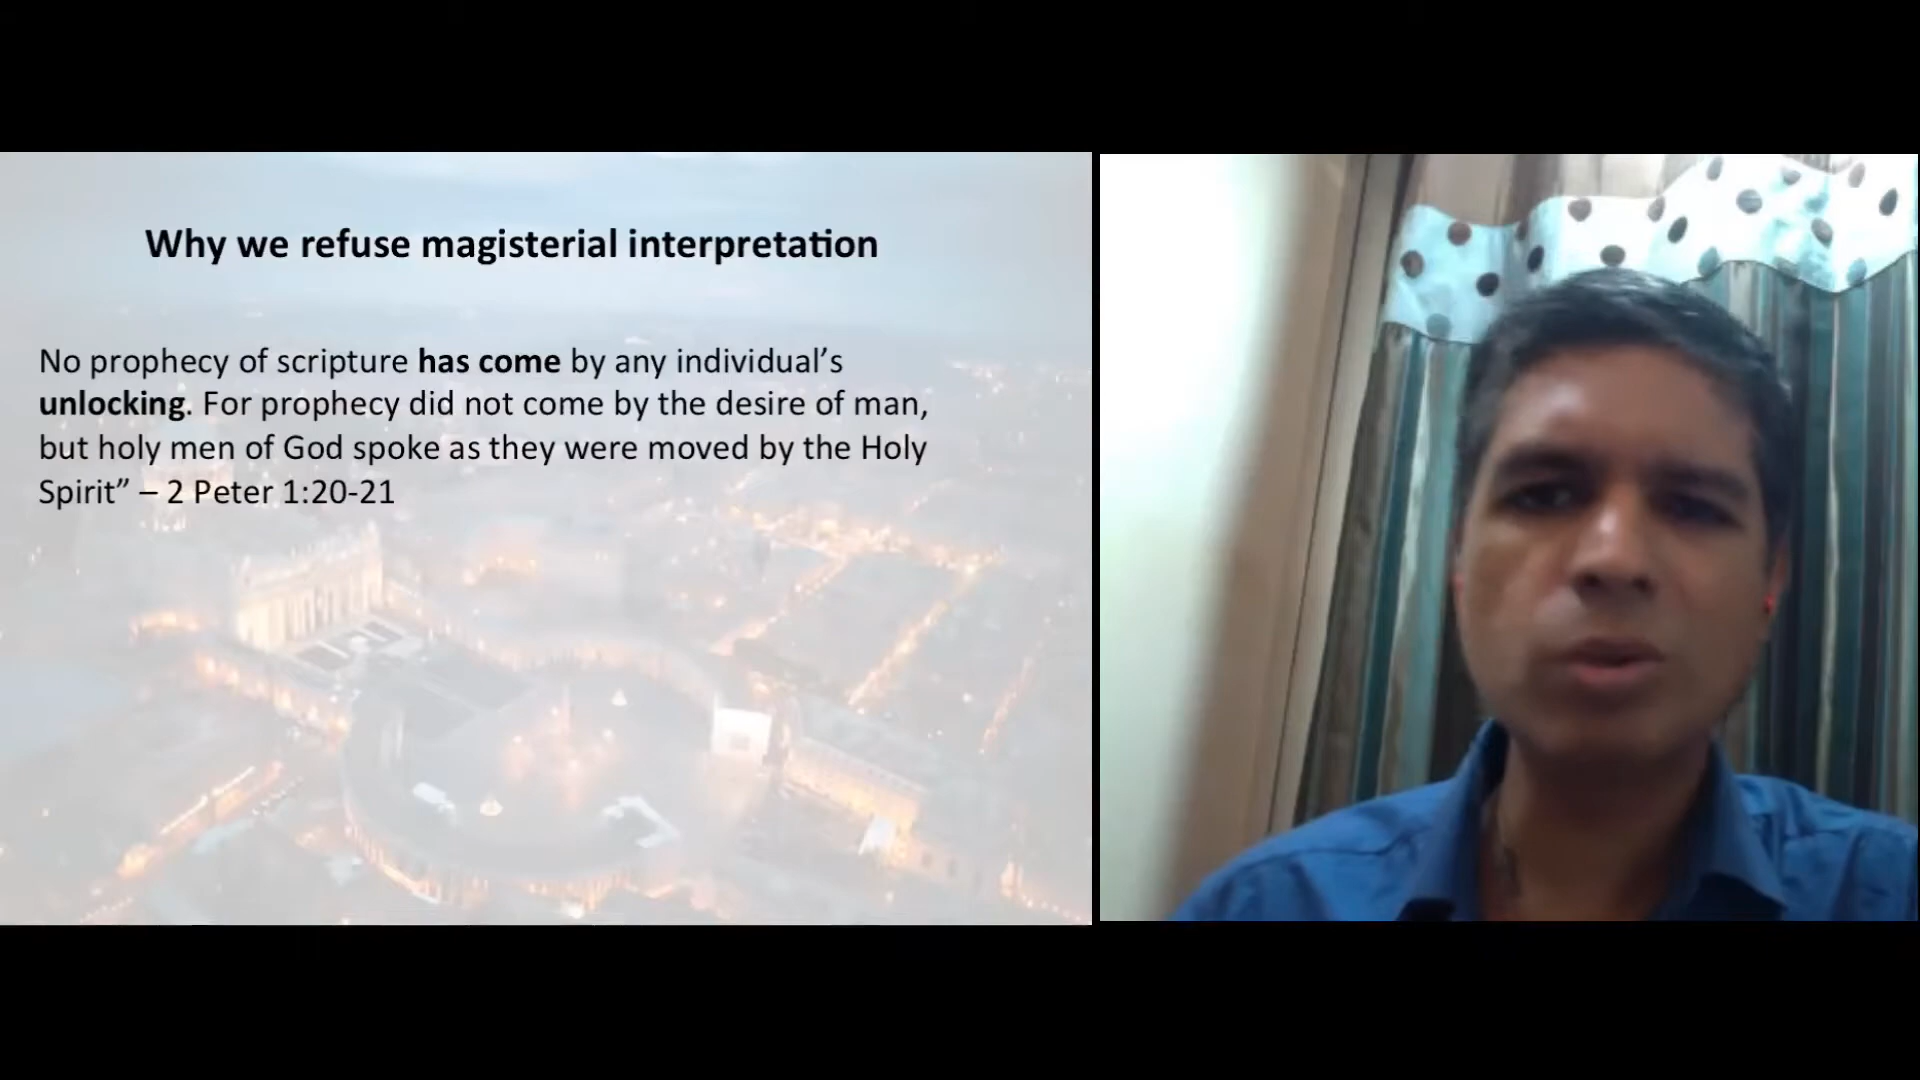 Why we refuse magisterial interpretation
No prophecy of scripture has come by any individual’s
unlocking. For prophecy did not come by the desire of man,
but holy men of God spoke as they were moved by the Holy
Spirit” – 2 Peter 1:20-21